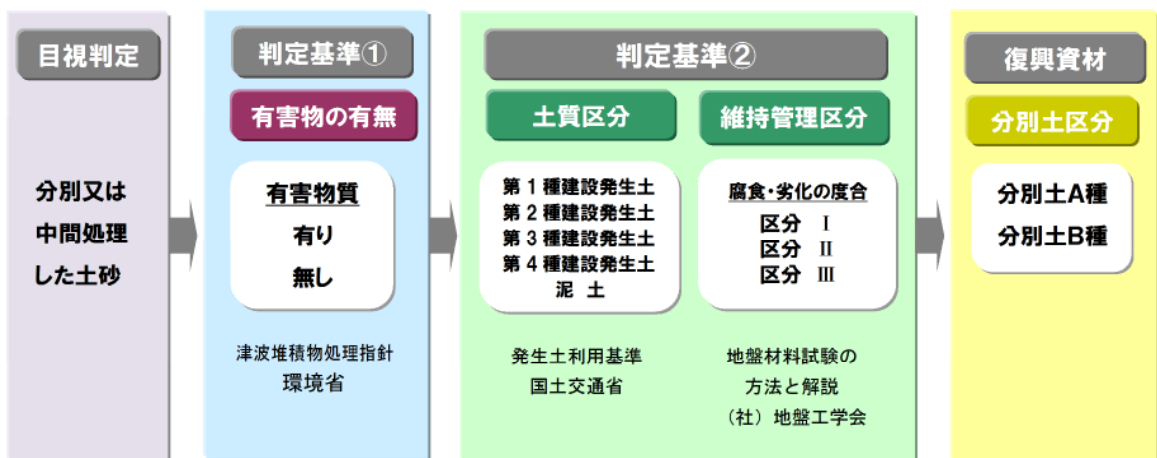 目視判定
分別又は
中間処理
した土砂
判定基準①
有害物の有無
有害物質
有り
無し
津波堆積物処理指針
環境省
判定基準②
土質区分
第1種建設発生土
第2種建設発生土
第3種建設発生土
第4種建設発生土
泥 土
発生土利用基準
国土交通省
維持管理区分
腐食・劣化の度合
区分 Ⅰ
区分 Ⅱ
区分 Ⅲ
地盤材料試験の
方法と解説
（社）地盤工学会
復興資材
分別土区分
分別土A種
分別土B種